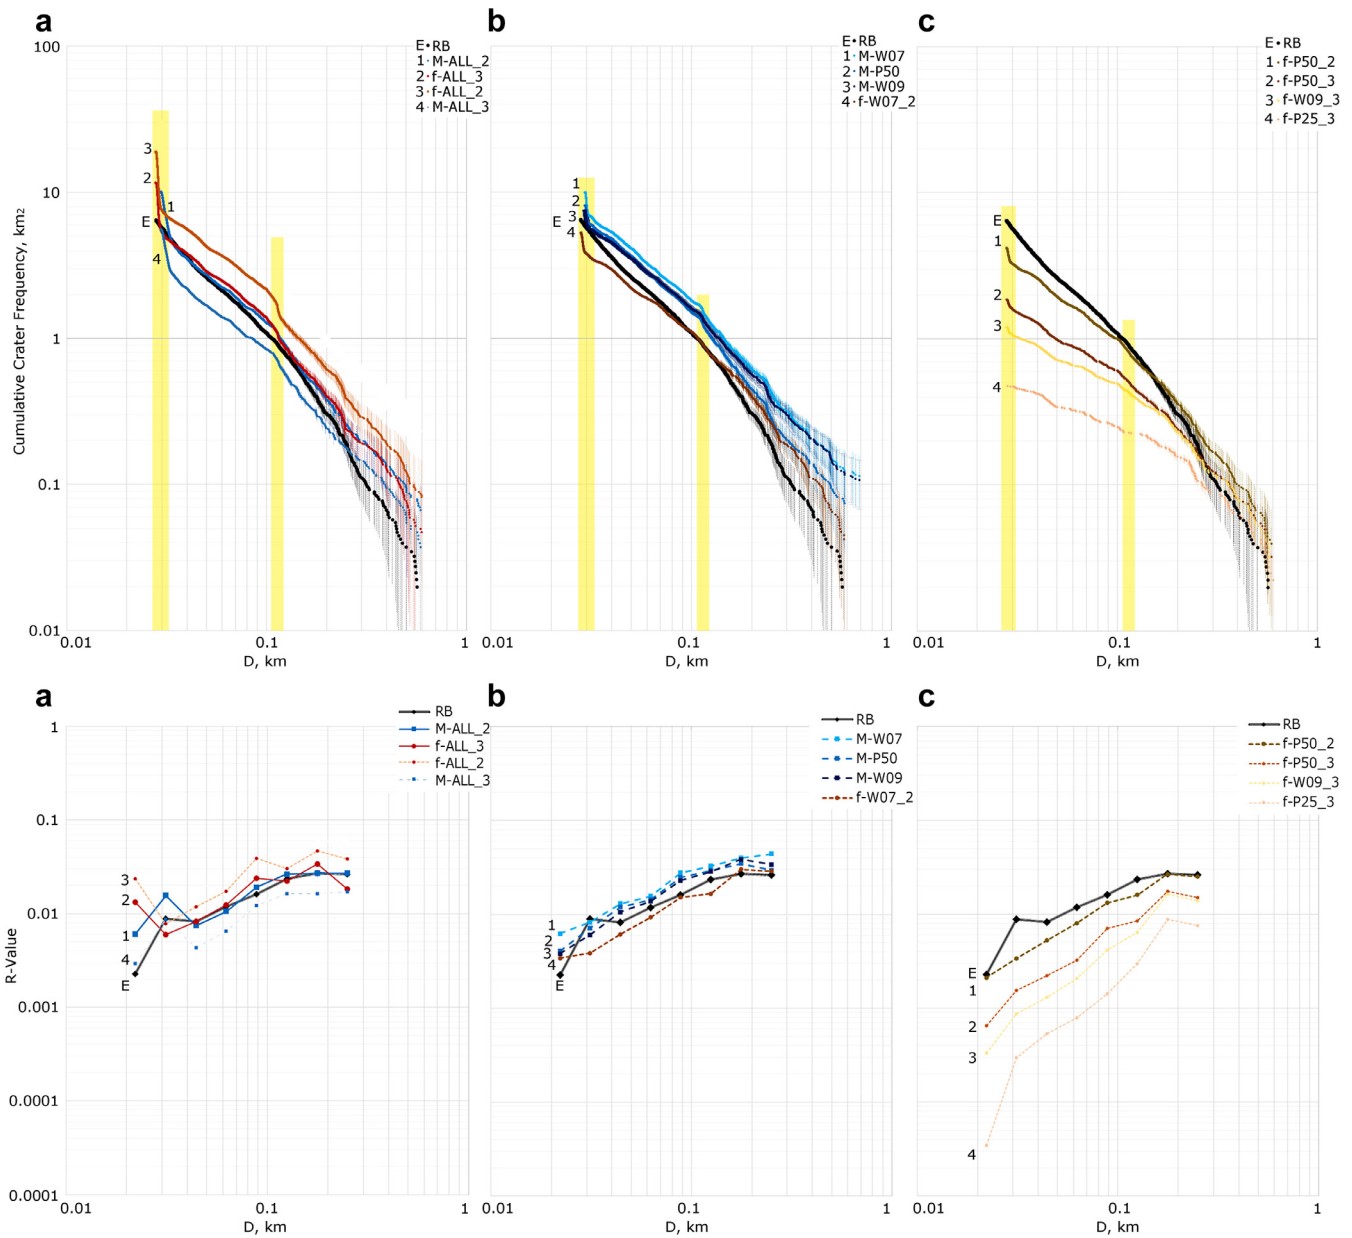 a
b
c
E•RB
1•M-ALL_2
2•f-ALL_3
3•f-ALL_2
4•M-ALL_3
E•RB
1•M-W07
2•M-P50
3•M-W09
4•f-W07_2
E•RB
1•f-P50_2
2•f-P50_3
3•f-W09_3
4•f-P25_3
Cumulative Crater Frequency, km2
100
10
1
0.1
0.01
3
2
1
E
4
1
2
3
E
4
E
1
2
3
4
0.01
0.1
1
D, km
0.01
0.1
1
D, km
0.01
0.1
1
D, km
a
b
c
RB
M-ALL_2
f-ALL_3
f-ALL_2
M-ALL_3
RB
M-W07
M-P50
M-W09
f-W07_2
RB
f-P50_2
f-P50_3
f-W09_3
f-P25_3
R-Value
1
0.1
0.01
0.001
0.0001
0.0001
3
2
1
4
E
1
2
3
4
E
E
1
2
3
4
0.01
0.1
1
D, km
0.01
0.1
1
D, km
0.01
0.1
1
D, km